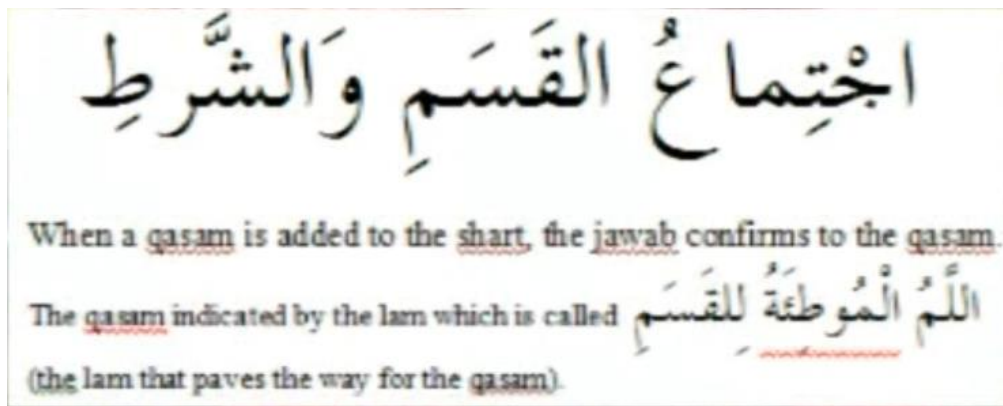 اجْتِماعُ القَسَمِ وَالشَّرطِ
When a qasam is added to the shart, the jawab confirms to the qasam.
The qasam indicated by the lam which is called اللَّمُ الْمُوطِئَةُ لِلقَسَمِ
(the lam that paves the way for the qasam).